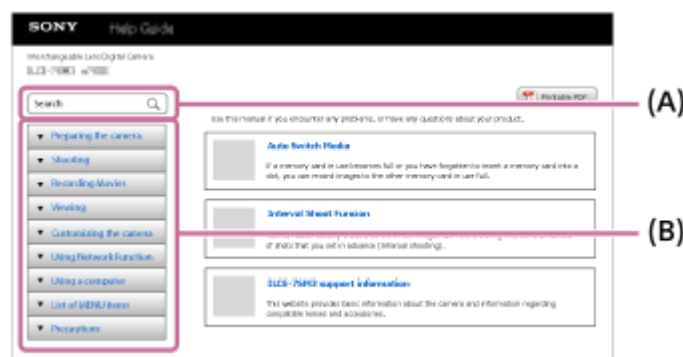 SONY Help Guide
Interchangeable Lens Digital Camera
Search
(A)
Portable PDF
Use this manual if you encounter any problems, or have any questions about your product.
Preparing the camera
Shooting
Recording Movies
Viewing
Customizing the camera
Using Network Function
Using a computer
List of MENU items
Precautions
(B)
Auto Switch Media
If a memory card in use becomes full or you have forgotten to insert a memory card into a
slot, you can record images to the other memory card in use full.
Interval Shoot Funsion
of shots that you set in advance (Interval shooting).
support information
This website provides basic information about the camera and information regarding
compatible lenses and accessories.